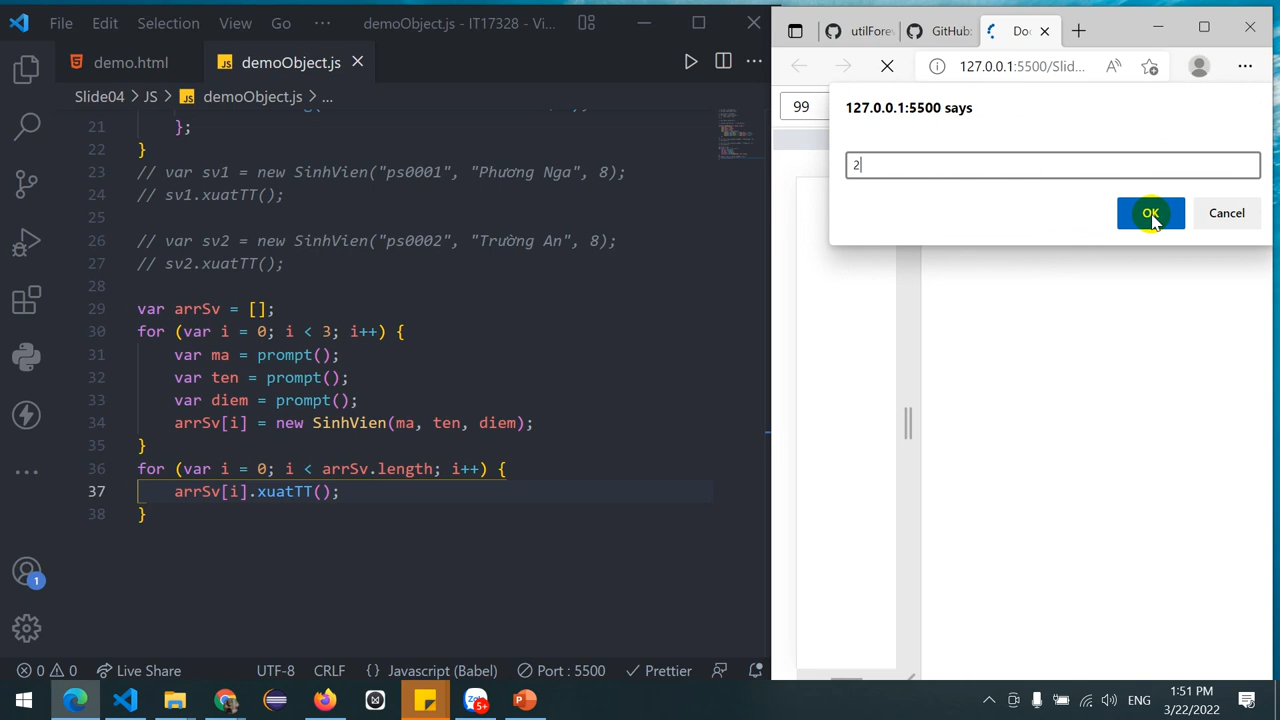 File Edit Selection View Go ··· demoObject.js - IT17328 - Vi...
demo.html
JS demoObject.js
Slide04 > JS > JS demoObject.js > ...
21 };
22 }
23 // var sv1 = new SinhVien("ps0001", "Phương Nga", 8);
24 // sv1.xuatTT();
25
26 // var sv2 = new SinhVien("ps0002", "Trường An", 8);
27 // sv2.xuatTT();
28
29 var arrSv = [];
30 for (var i = 0; i < 3; i++) {
31 var ma = prompt();
32 var ten = prompt();
33 var diem = prompt();
34 arrSv[i] = new SinhVien(ma, ten, diem);
35 }
36 for (var i = 0; i < arrSv.length; i++) {
37 arrSv[i].xuatTT();
38 }
1
0 0 Live Share UTF-8 CRLF {} Javascript (Babel) Port : 5500 Prettier
utilFore
GitHub:
Doc
127.0.0.1:5500/Slid...
99
127.0.0.1:5500 says
2
OK
Cancel
Zalo 5+
ENG
1:51 PM
3/22/2022